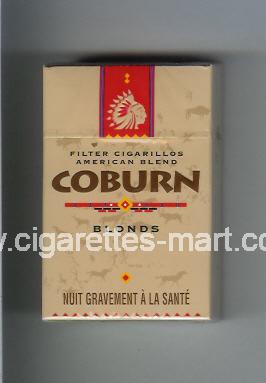 FILTER CIGARILLOS
AMERICAN BLEND
COBURN
BLONDS
www.cigarettes-mart.com
NUIT GRAVEMENT À LA SANTÉ